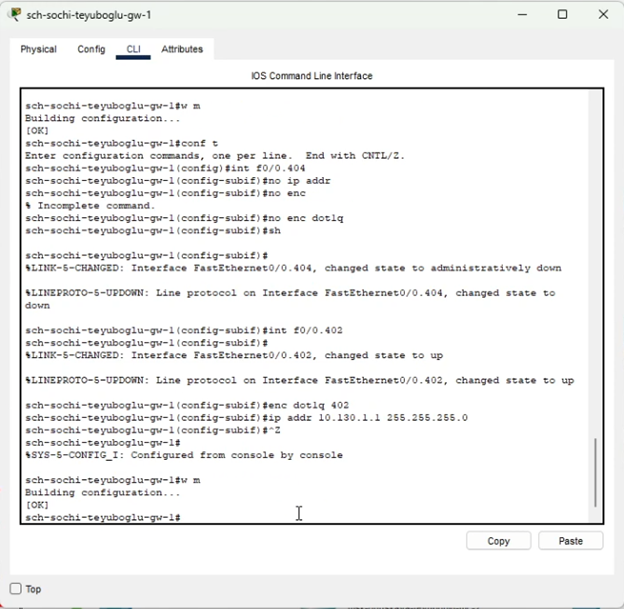 sch-sochi-teyuboglu-gw-1
Physical Config CLI Attributes
IOS Command Line Interface
sch-sochi-teyuboglu-gw-1#w m
Building configuration...
[OK]
sch-sochi-teyuboglu-gw-1#conf t
Enter configuration commands, one per line. End with CNTL/Z.
sch-sochi-teyuboglu-gw-1(config)#int f0/0.404
sch-sochi-teyuboglu-gw-1(config-subif)#no ip addr
sch-sochi-teyuboglu-gw-1(config-subif)#no enc
% Incomplete command.
sch-sochi-teyuboglu-gw-1(config-subif)#no enc dot1q
sch-sochi-teyuboglu-gw-1(config-subif)#sh
sch-sochi-teyuboglu-gw-1(config-subif)#
%LINK-5-CHANGED: Interface FastEthernet0/0.404, changed state to administratively down
%LINEPROTO-5-UPDOWN: Line protocol on Interface FastEthernet0/0.404, changed state to
down
sch-sochi-teyuboglu-gw-1(config-subif)#int f0/0.402
sch-sochi-teyuboglu-gw-1(config-subif)#
%LINK-5-CHANGED: Interface FastEthernet0/0.402, changed state to up
%LINEPROTO-5-UPDOWN: Line protocol on Interface FastEthernet0/0.402, changed state to up
sch-sochi-teyuboglu-gw-1(config-subif)#enc dot1q 402
sch-sochi-teyuboglu-gw-1(config-subif)#ip addr 10.130.1.1 255.255.255.0
sch-sochi-teyuboglu-gw-1(config-subif)#^Z
sch-sochi-teyuboglu-gw-1#
%SYS-5-CONFIG_I: Configured from console by console
sch-sochi-teyuboglu-gw-1#w m
Building configuration...
[OK]
sch-sochi-teyuboglu-gw-1#
Copy Paste
Top